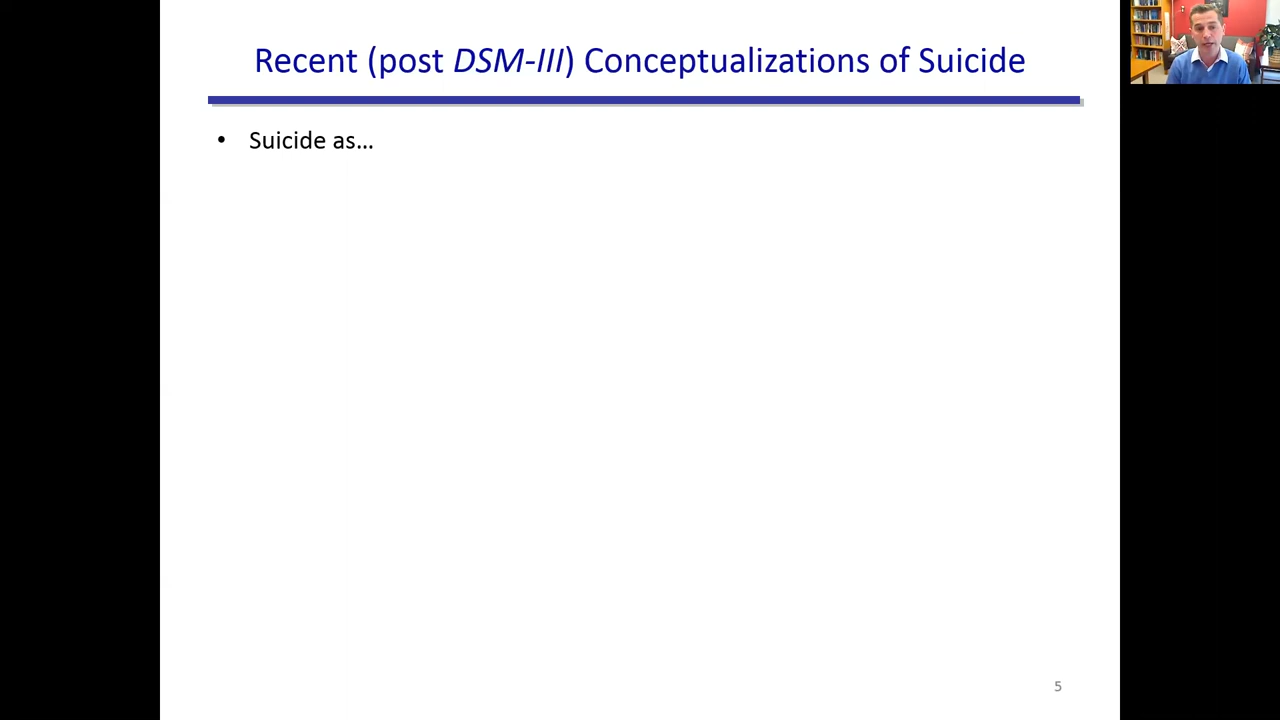 Recent (post DSM-III) Conceptualizations of Suicide
• Suicide as…
5